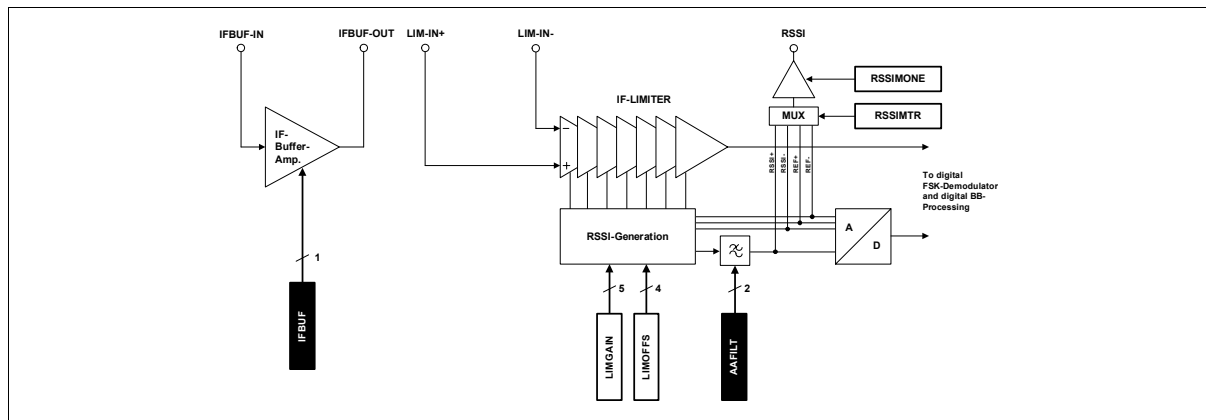 IFBUF-IN
IFBUF-OUT
LIM-IN+
LIM-IN-
RSSI
RSSIMONE
IF-LIMITER
MUX
RSSIMTR
IF-
Buffer-
Amp.
−
+
RSSI+
RSSI-
REF+
REF-
To digital
FSK-Demodulator
and digital BB-
Processing
RSSI-Generation
A
D
1
5
4
2
IFBUF
LIMGAIN
LIMOFFS
AAFILT